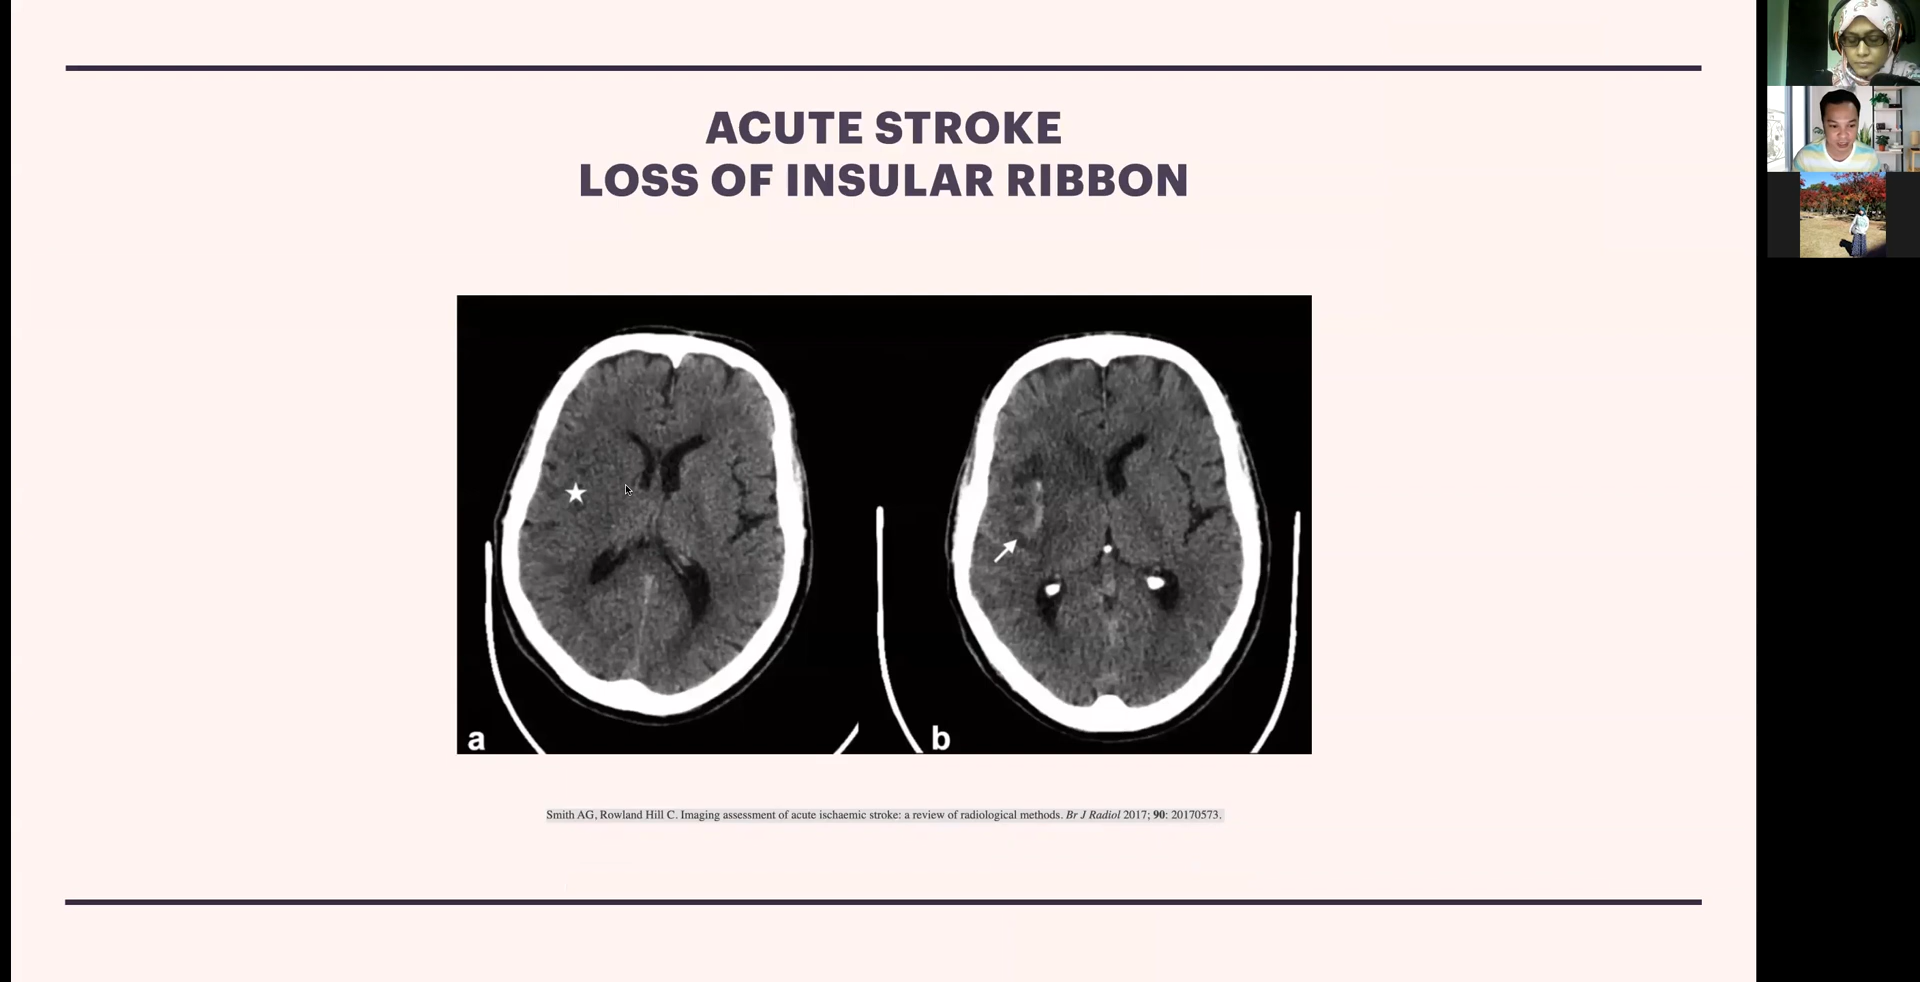 ACUTE STROKE
LOSS OF INSULAR RIBBON
a
b
Smith AG, Rowland Hill C. Imaging assessment of acute ischaemic stroke: a review of radiological methods. Br J Radiol 2017; 90: 20170573.